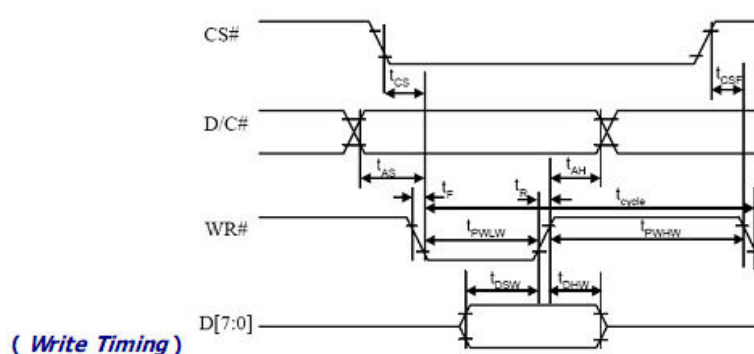 CS#
tCS
tCSF
D/C#
tAS
tAH
tF
tR
tcycle
WR#
tPWLW
tPWHW
tDSW
tDHW
D[7:0]
( Write Timing )